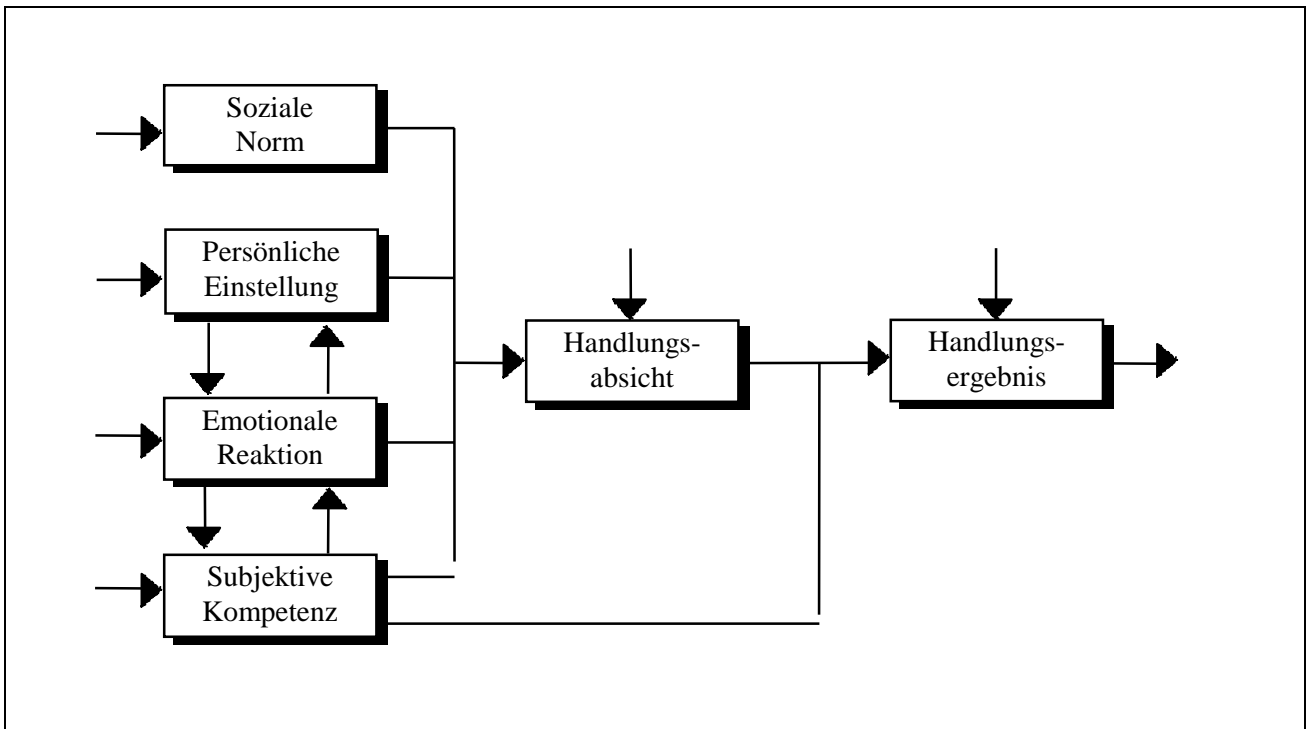 Soziale
Norm
Persönliche
Einstellung
Emotionale
Reaktion
Subjektive
Kompetenz
Handlungs-
absicht
Handlungs-
ergebnis